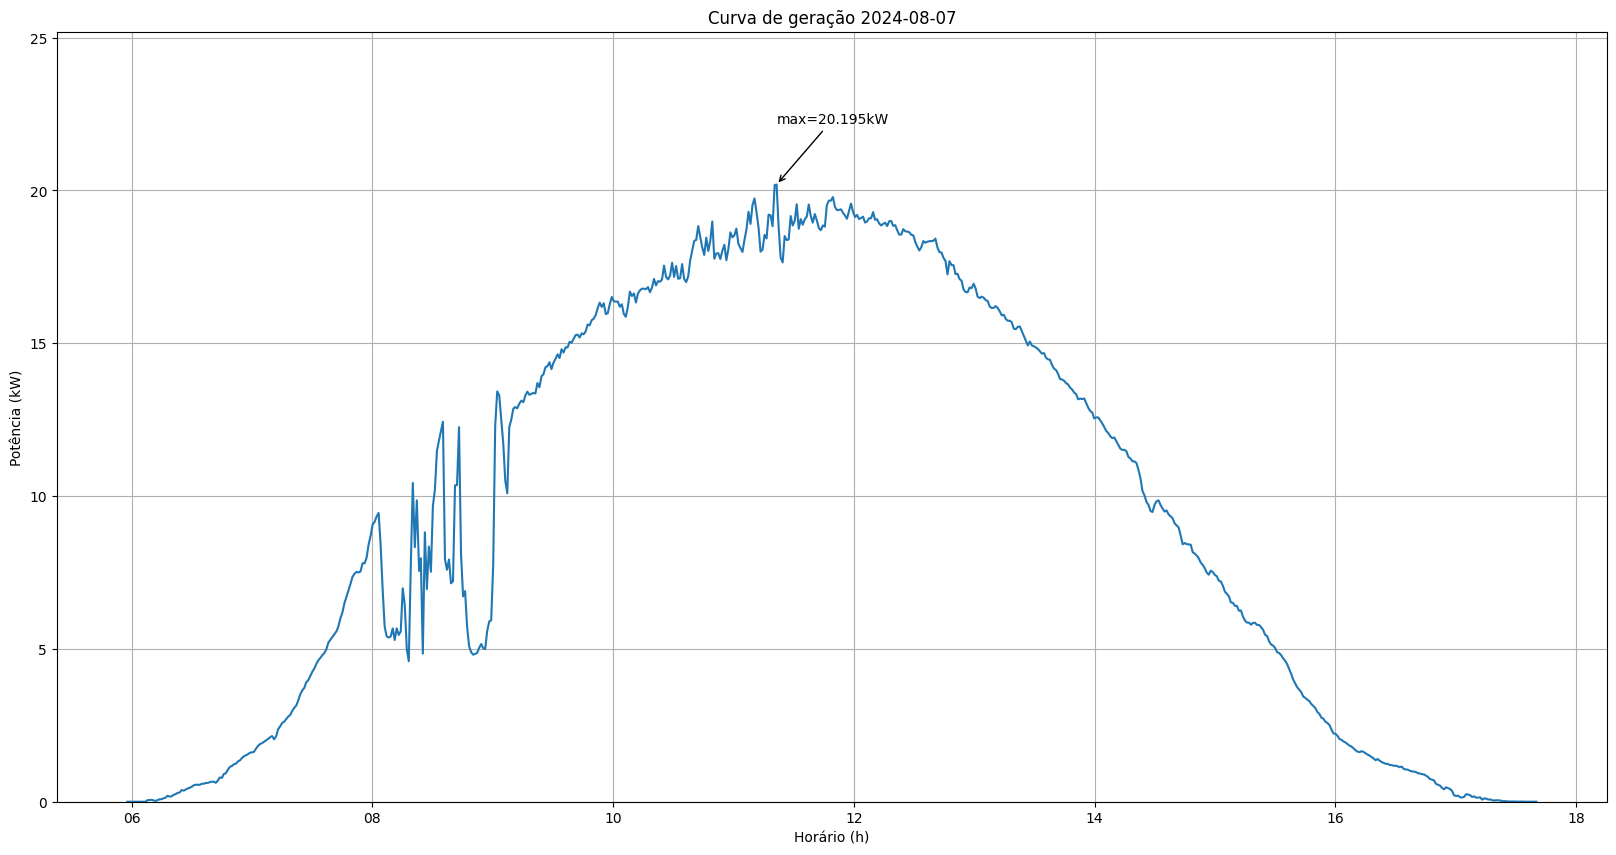 Curva de geração 2024-08-07
25
max=20.195kW
20
15
Potência (kW)
10
5
0
06 08 10 12 14 16 18
Horário (h)